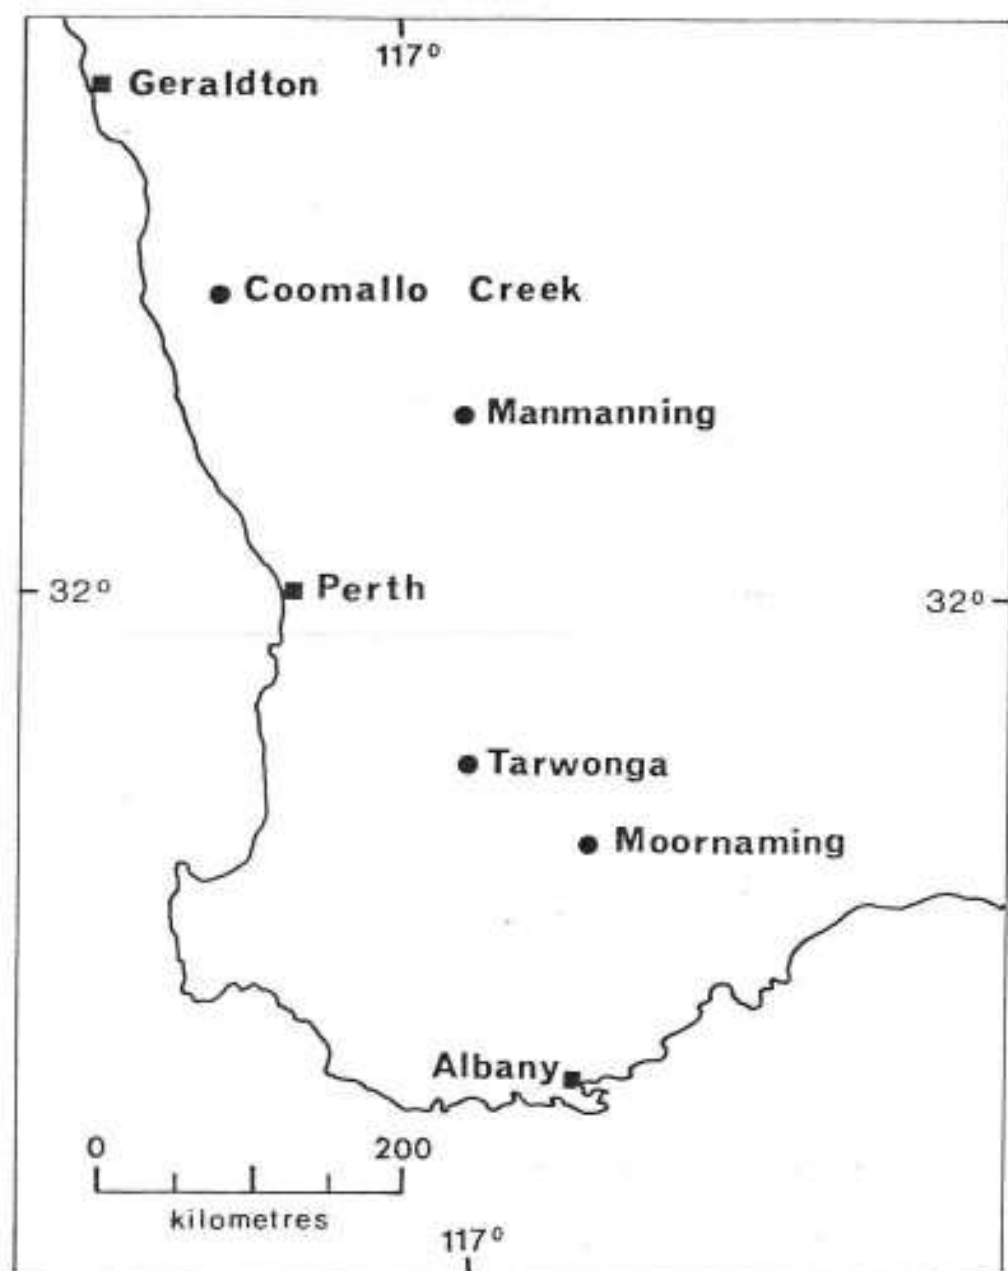 117°
Geraldton
Coomallo Creek
Manmanning
32° Perth 32°
Tarwonga
Moornaming
Albany
0 200
kilometres
117°